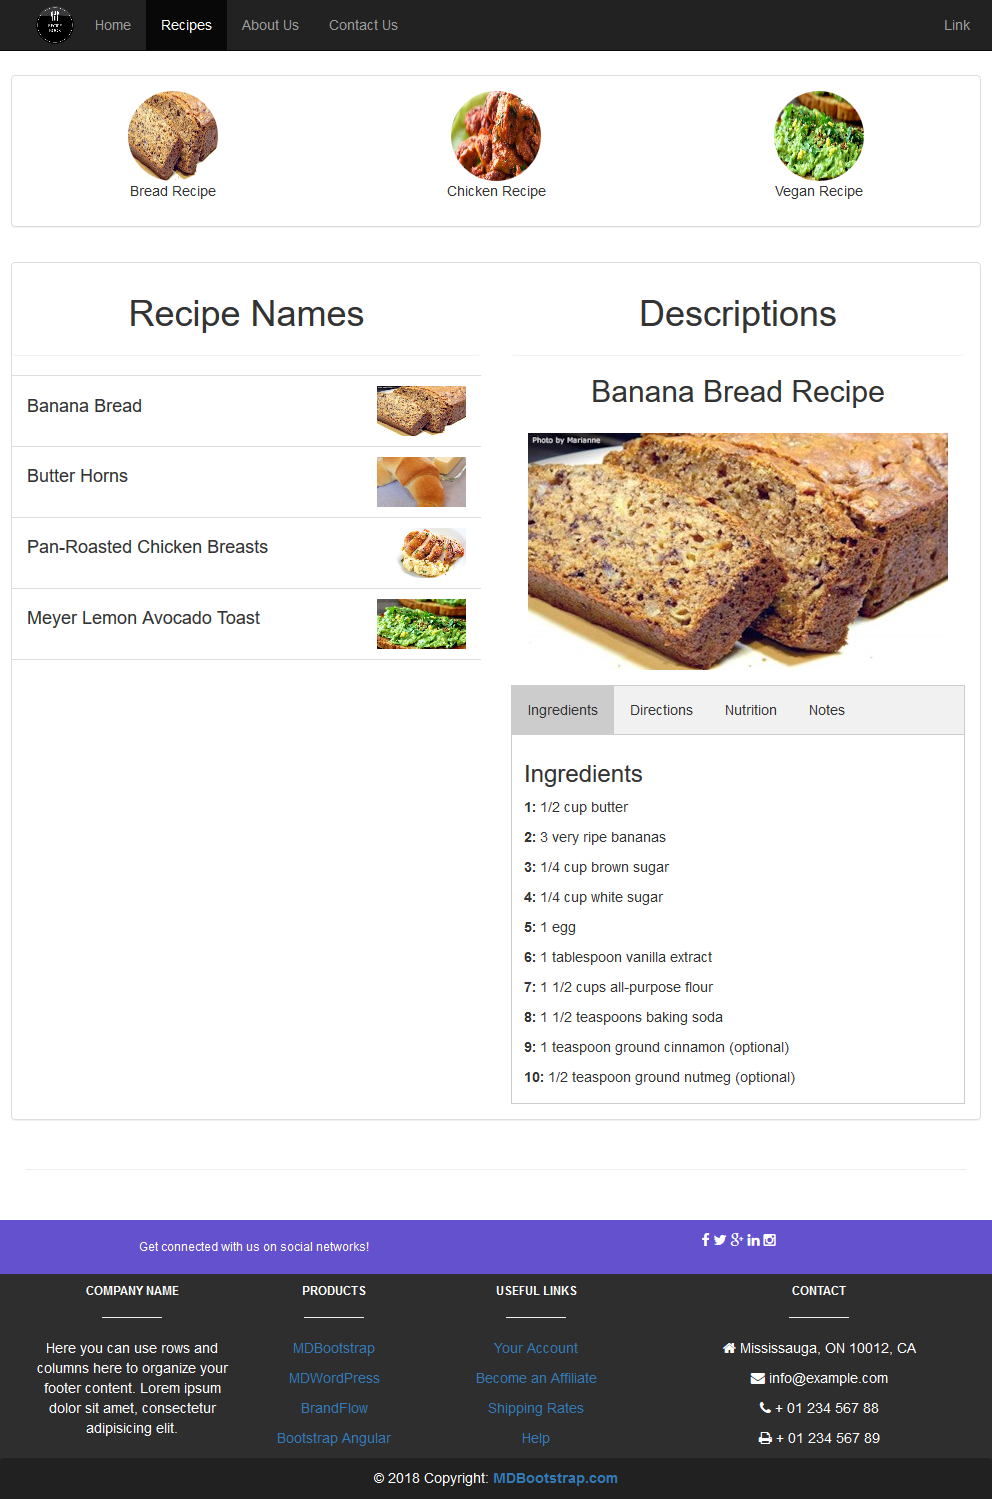 Home
Recipes
About Us
Contact Us
Link
Bread Recipe
Chicken Recipe
Vegan Recipe
Recipe Names
Banana Bread
Butter Horns
Pan-Roasted Chicken Breasts
Meyer Lemon Avocado Toast
Descriptions
Banana Bread Recipe
Photo by Marianne
Ingredients
Directions
Nutrition
Notes
Ingredients
1: 1/2 cup butter
2: 3 very ripe bananas
3: 1/4 cup brown sugar
4: 1/4 cup white sugar
5: 1 egg
6: 1 tablespoon vanilla extract
7: 1 1/2 cups all-purpose flour
8: 1 1/2 teaspoons baking soda
9: 1 teaspoon ground cinnamon (optional)
10: 1/2 teaspoon ground nutmeg (optional)
Get connected with us on social networks!
COMPANY NAME
Here you can use rows and
columns here to organize your
footer content. Lorem ipsum
dolor sit amet, consectetur
adipisicing elit.
PRODUCTS
MDBootstrap
MDWordPress
BrandFlow
Bootstrap Angular
USEFUL LINKS
Your Account
Become an Affiliate
Shipping Rates
Help
CONTACT
Mississauga, ON 10012, CA
info@example.com
+ 01 234 567 88
+ 01 234 567 89
© 2018 Copyright: MDBootstrap.com